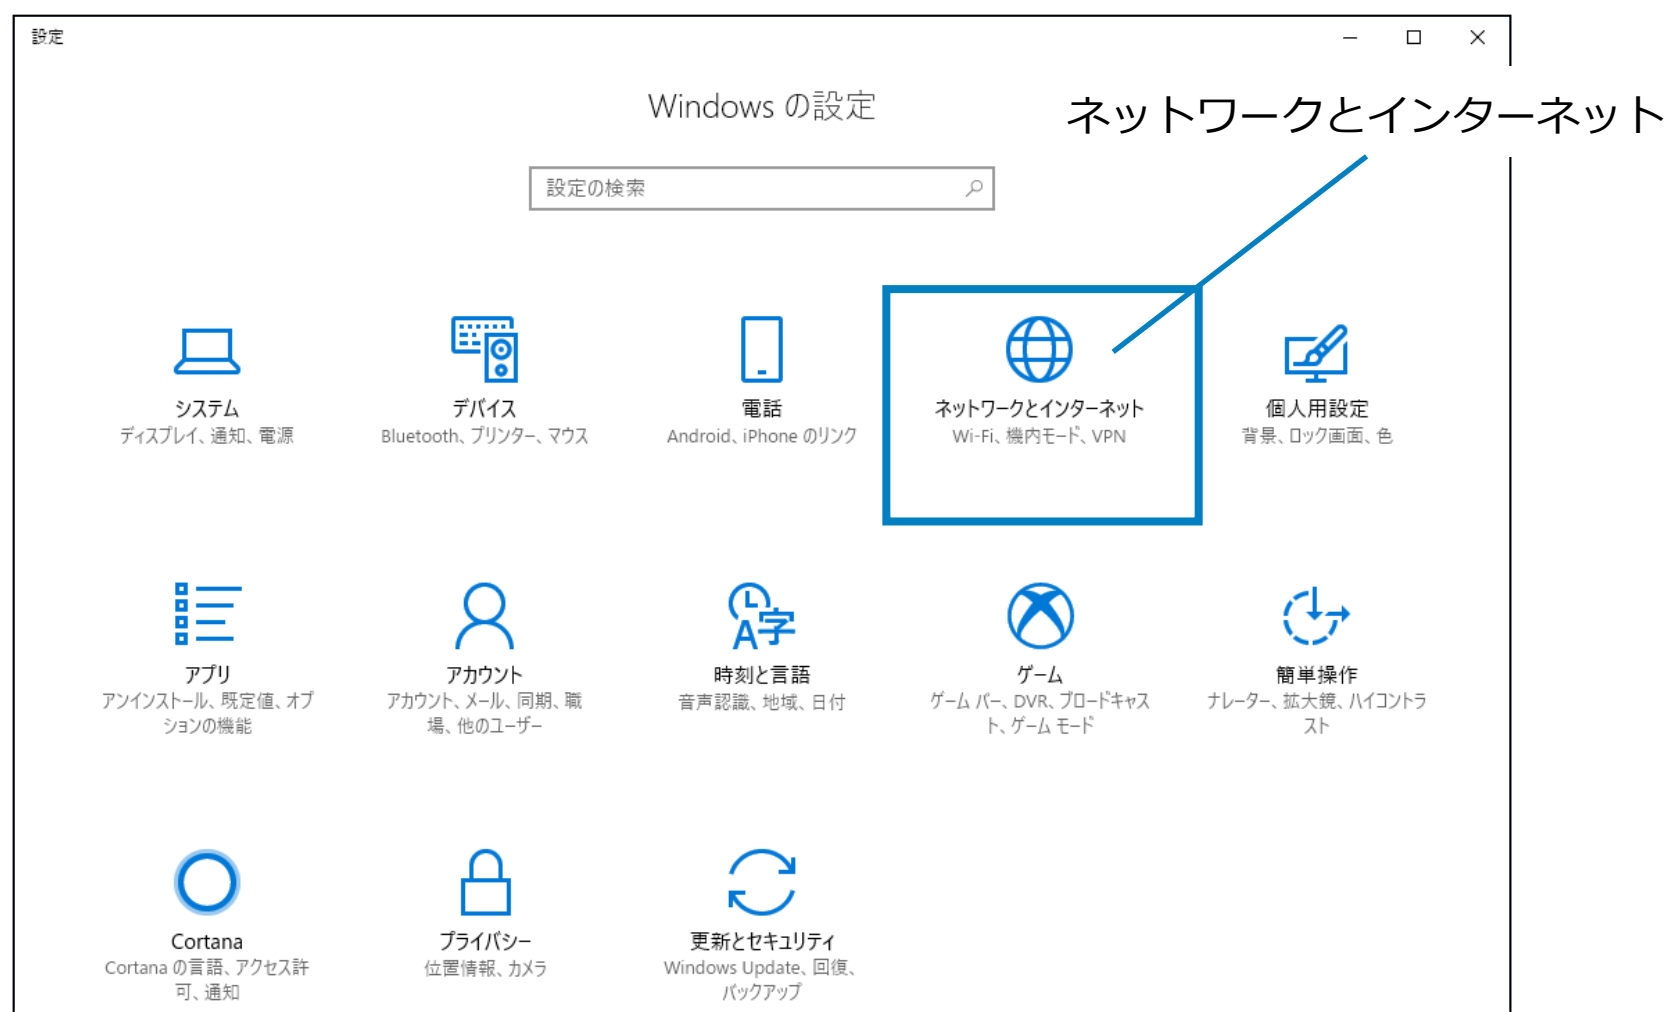 設定
Windows の設定
ネットワークとインターネット
設定の検索
システム
ディスプレイ、通知、電源
デバイス
Bluetooth、プリンター、マウス
電話
Android、iPhone のリンク
ネットワークとインターネット
Wi-Fi、機内モード、VPN
個人用設定
背景、ロック画面、色
アプリ
アンインストール、既定値、オプ
ションの機能
アカウント
アカウント、メール、同期、職
場、他のユーザー
時刻と言語
音声認識、地域、日付
ゲーム
ゲーム バー、DVR、ブロードキャス
ト、ゲーム モード
簡単操作
ナレーター、拡大鏡、ハイコントラ
スト
Cortana
Cortana の言語、アクセス許
可、通知
プライバシー
位置情報、カメラ
更新とセキュリティ
Windows Update、回復、
バックアップ